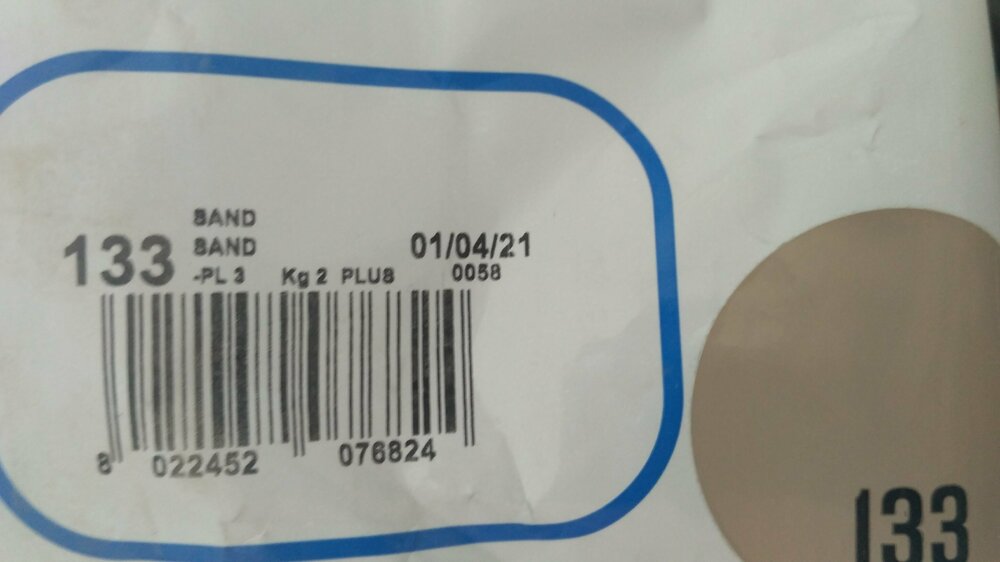 SAND
133 SAND 01/04/21
-PL 3 Kg 2 PLUS 0058
8 022452 076824
133